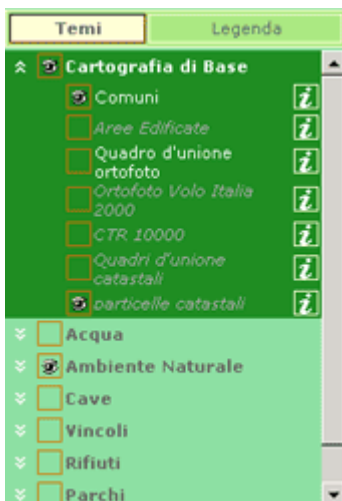 Temi Legenda
Cartografia di Base
Comuni
Aree Edificate
Quadro d'unione
ortofoto
Ortofoto Volo Italia
2000
CTR 10000
Quadri d'unione
catastali
particelle catastali
Acqua
Ambiente Naturale
Cave
Vincoli
Rifiuti
Parchi